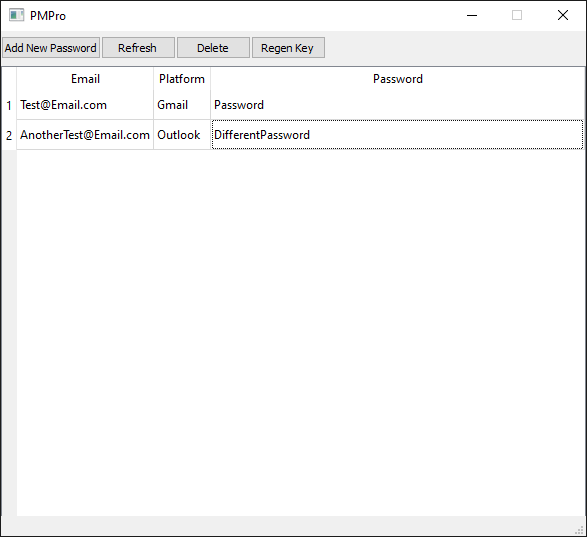 PMPro
Add New Password Refresh Delete Regen Key
Email Platform Password
1 Test@Email.com Gmail Password
2 AnotherTest@Email.com Outlook DifferentPassword